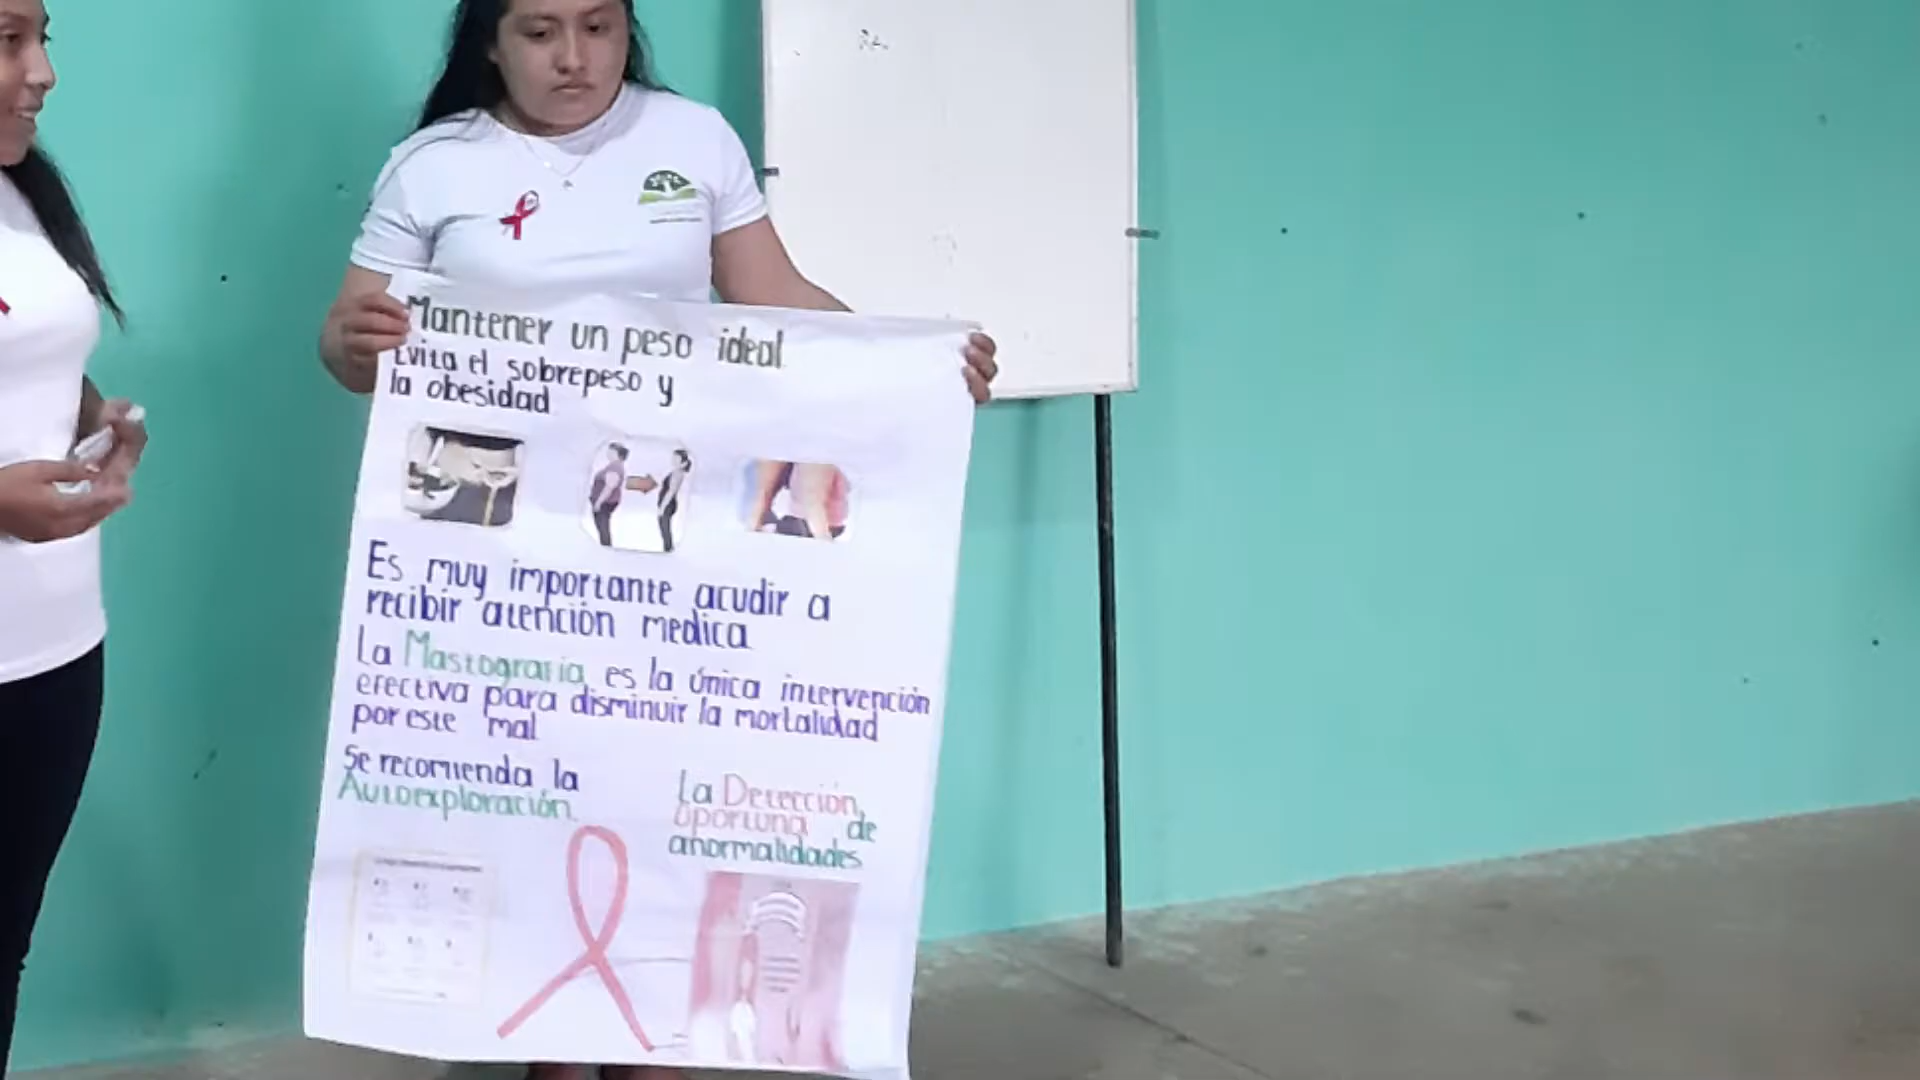 Mantener un peso ideal
Evita el sobrepeso y
la obesidad
Es muy importante acudir a
recibir atención medica
La Mastografia es la única intervención
efectiva para disminuir la mortalidad
por este mal
Se recomienda la
Autoexploración
La Detección
Oportuna de
anormalidades